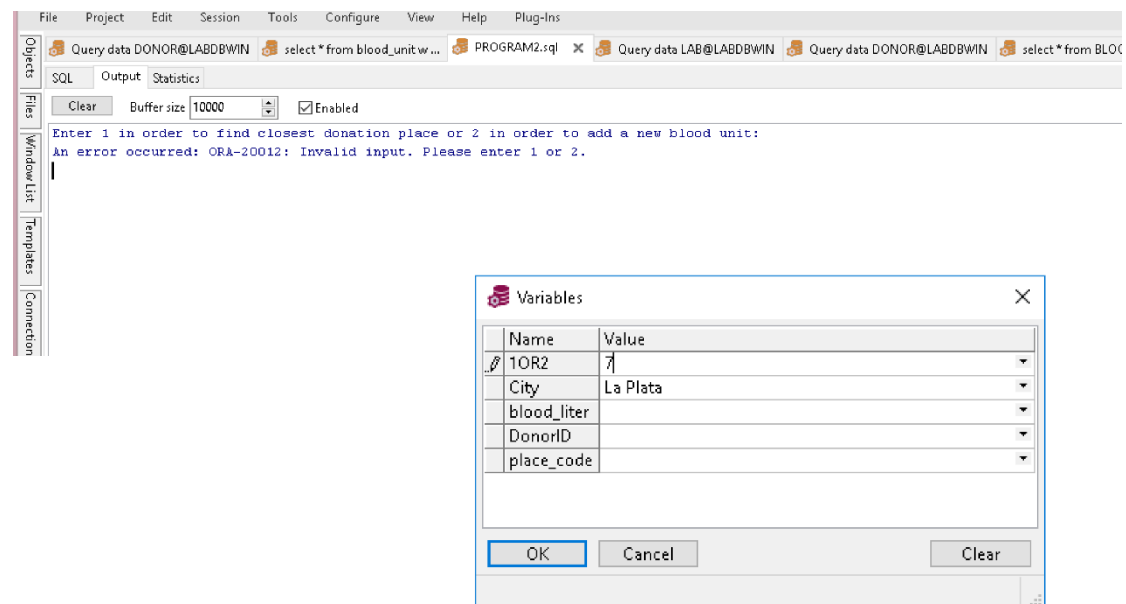 File Project Edit Session Tools Configure View Help Plug-Ins
Query data DONOR@LABDBWIN select * from blood_unit w ... PROGRAM2.sql Query data LAB@LABDBWIN Query data DONOR@LABDBWIN select * from BLOO
SQL Output Statistics
Clear Buffer size 10000 Enabled
Enter 1 in order to find closest donation place or 2 in order to add a new blood unit:
An error occurred: ORA-20012: Invalid input. Please enter 1 or 2.
Objects
Files
Window List
Templates
Connection
Variables
Name Value
1OR2 7
City La Plata
blood_liter
DonorID
place_code
OK Cancel Clear